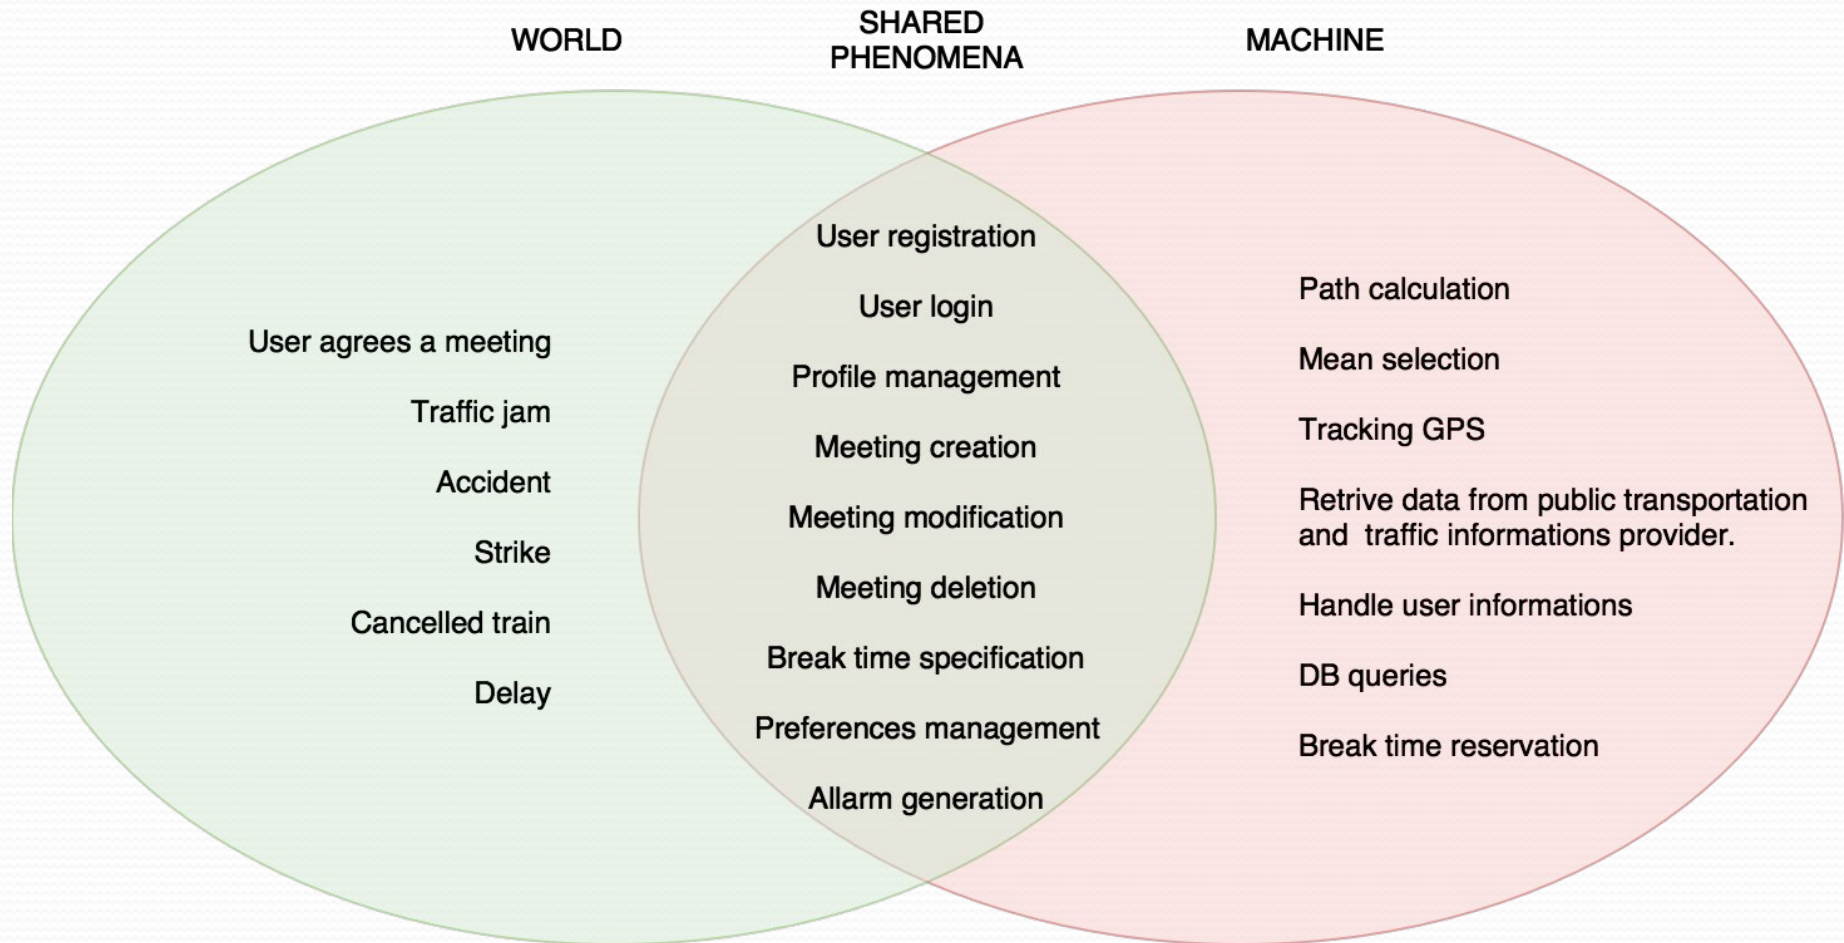 WORLD
SHARED
PHENOMENA
MACHINE
User agrees a meeting
Traffic jam
Accident
Strike
Cancelled train
Delay
User registration
User login
Profile management
Meeting creation
Meeting modification
Meeting deletion
Break time specification
Preferences management
Allarm generation
Path calculation
Mean selection
Tracking GPS
Retrive data from public transportation
and  traffic informations provider.
Handle user informations
DB queries
Break time reservation